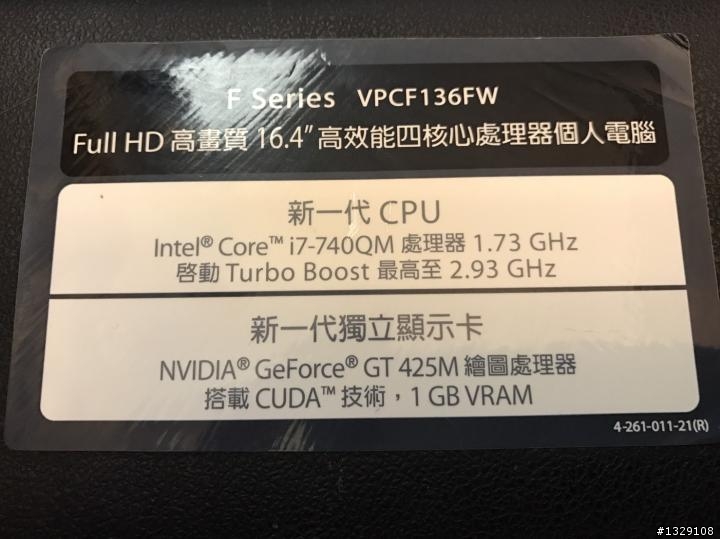 F Series VPCF136FW
Full HD 高畫質 16.4" 高效能四核心處理器個人電腦
新一代 CPU
Intel® Core™ i7-740QM 處理器 1.73 GHz
啓動 Turbo Boost 最高至 2.93 GHz
新一代獨立顯示卡
NVIDIA® GeForce® GT 425M 繪圖處理器
搭載 CUDA™ 技術，1 GB VRAM
4-261-011-21(R)
#1329108